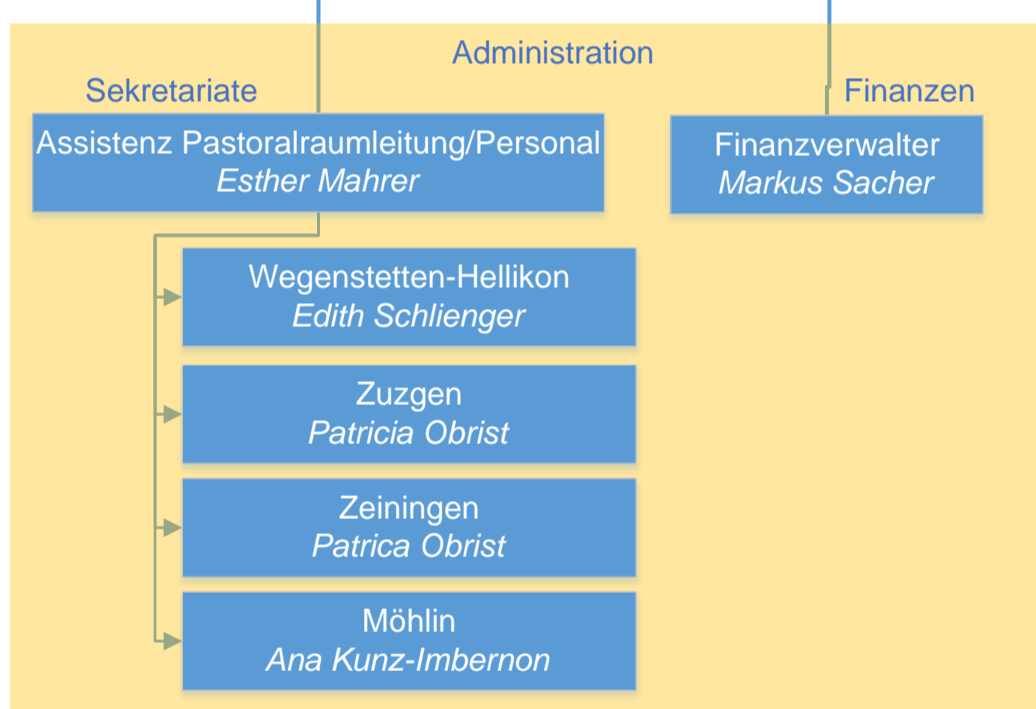 Administration
Sekretariate
Finanzen
Assistenz Pastoralraumleitung/Personal
Esther Mahrer
Finanzverwalter
Markus Sacher
Wegenstetten-Hellikon
Edith Schlienger
Zuzgen
Patricia Obrist
Zeiningen
Patrica Obrist
Möhlin
Ana Kunz-Imbernon